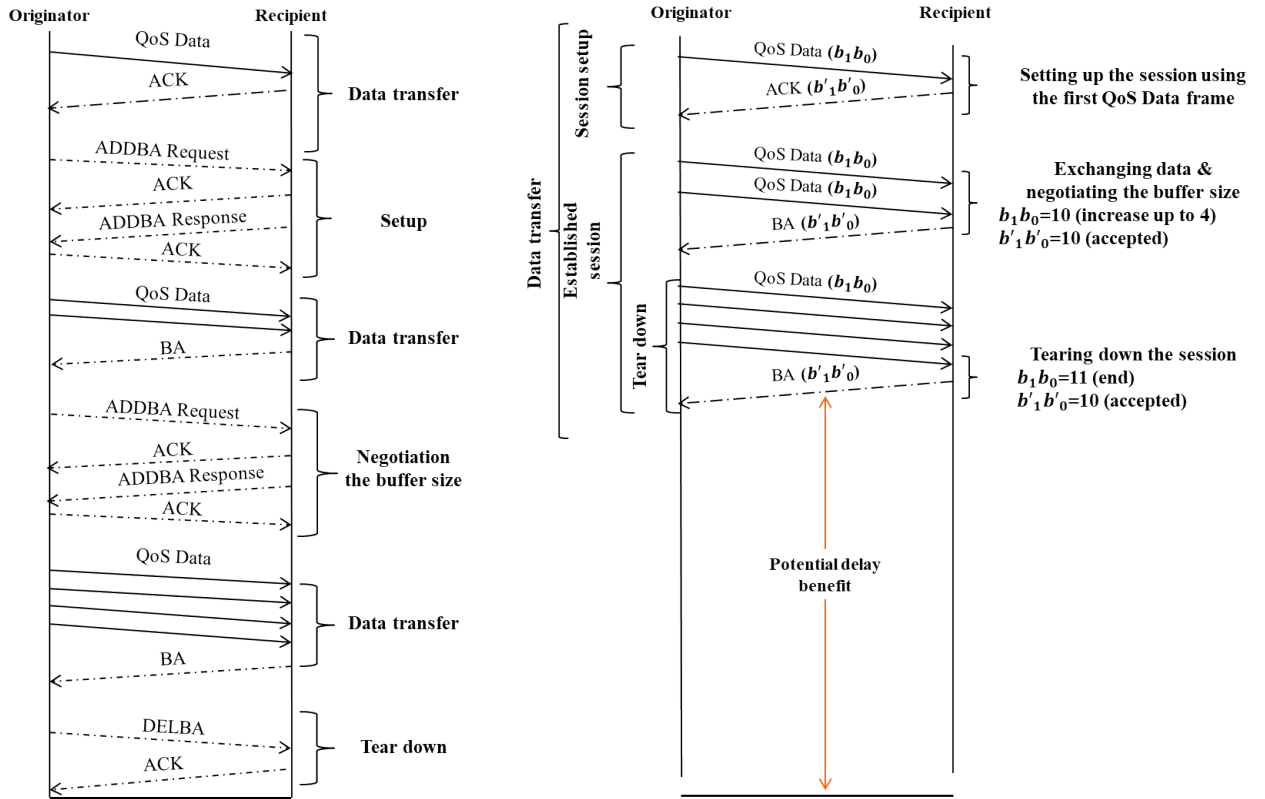 Originator
Recipient
QoS Data
ACK
Data transfer
ADDBA Request
ACK
ADDBA Response
ACK
Setup
QoS Data
BA
Data transfer
ADDBA Request
ACK
ADDBA Response
ACK
Negotiation
the buffer size
QoS Data
BA
Data transfer
DELBA
ACK
Tear down
Originator
Recipient
Data transfer
Session setup
QoS Data (b₁b₀)
ACK (b'₁b'₀)
Setting up the session using
the first QoS Data frame
Established
session
QoS Data (b₁b₀)
QoS Data (b₁b₀)
BA (b'₁b'₀)
Exchanging data &
negotiating the buffer size
b₁b₀=10 (increase up to 4)
b'₁b'₀=10 (accepted)
Tear down
QoS Data (b₁b₀)
BA (b'₁b'₀)
Tearing down the session
b₁b₀=11 (end)
b'₁b'₀=10 (accepted)
Potential delay
benefit